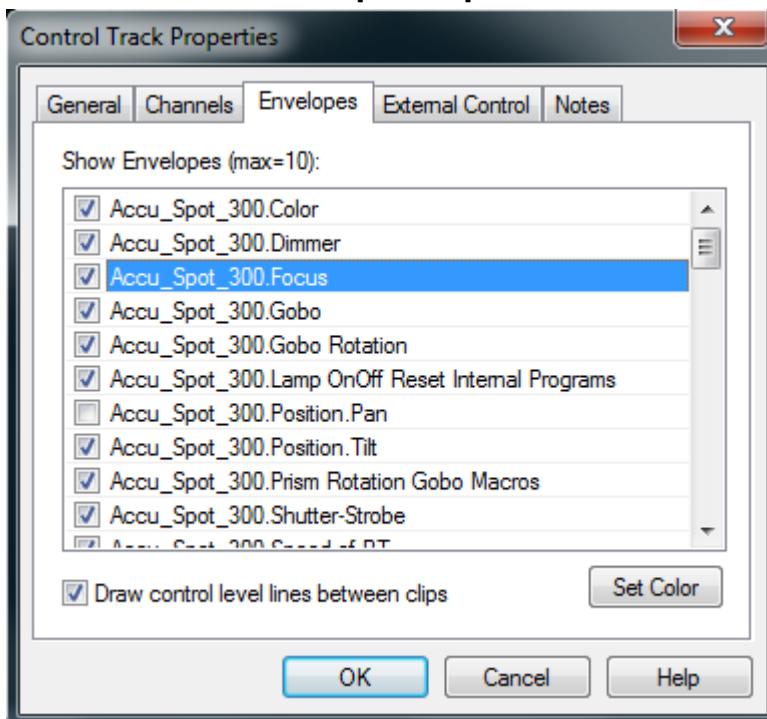 Control Track Properties
General Channels Envelopes External Control Notes
Show Envelopes (max=10):
Accu_Spot_300.Color
Accu_Spot_300.Dimmer
Accu_Spot_300.Focus
Accu_Spot_300.Gobo
Accu_Spot_300.Gobo Rotation
Accu_Spot_300.Lamp OnOff Reset Internal Programs
Accu_Spot_300.Position.Pan
Accu_Spot_300.Position.Tilt
Accu_Spot_300.Prism Rotation Gobo Macros
Accu_Spot_300.Shutter-Strobe
Draw control level lines between clips Set Color
OK Cancel Help